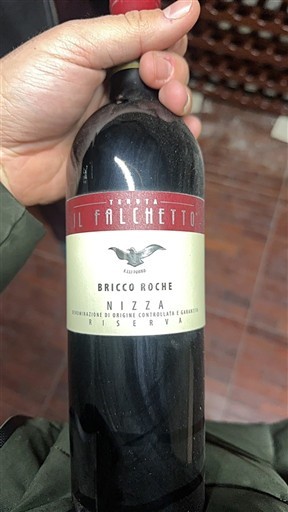 TENUTA
IL FALCHETTO
BRICCO ROCHE
NIZZA
DENOMINAZIONE DI ORIGINE CONTROLLATA E GARANTITA
RISERVA